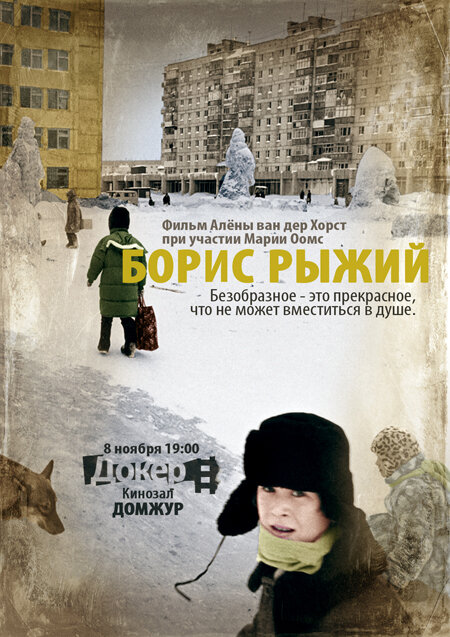 Фильм Алёны ван дер Хорст
при участии Марии Оомс
БОРИС РЫЖИЙ
Безобразное - это прекрасное,
что не может вместиться в душе.
8 ноября 19:00
Докер
Кинозал
ДОМЖУР